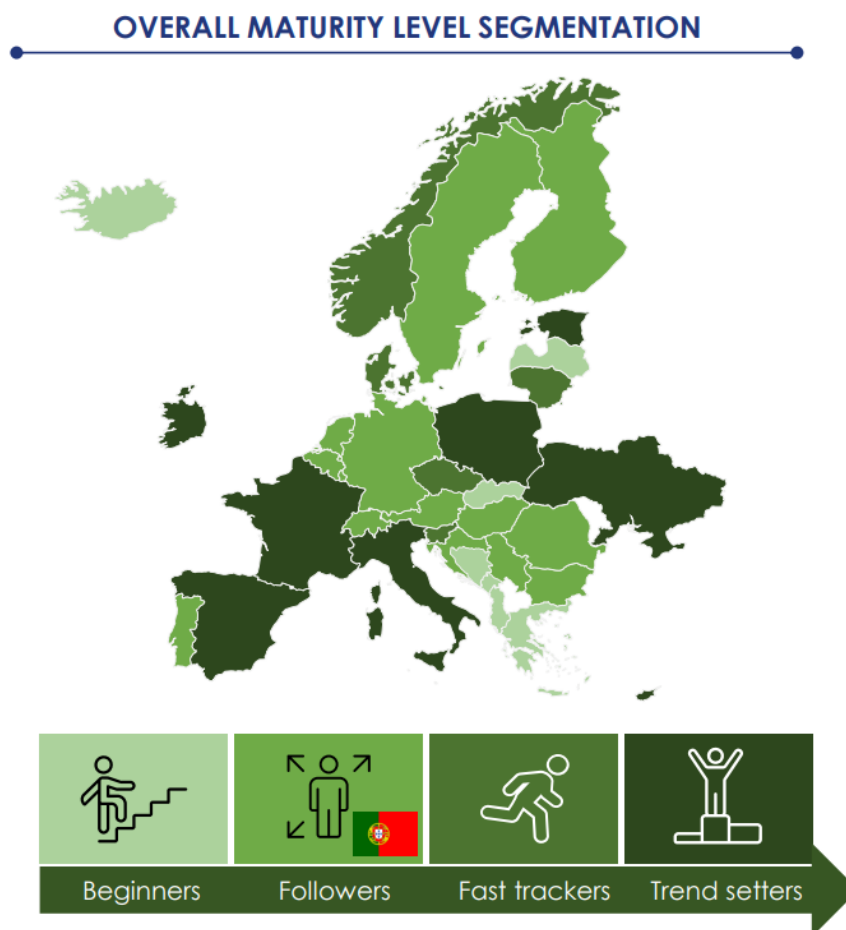 OVERALL MATURITY LEVEL SEGMENTATION
Beginners
Followers
Fast trackers
Trend setters